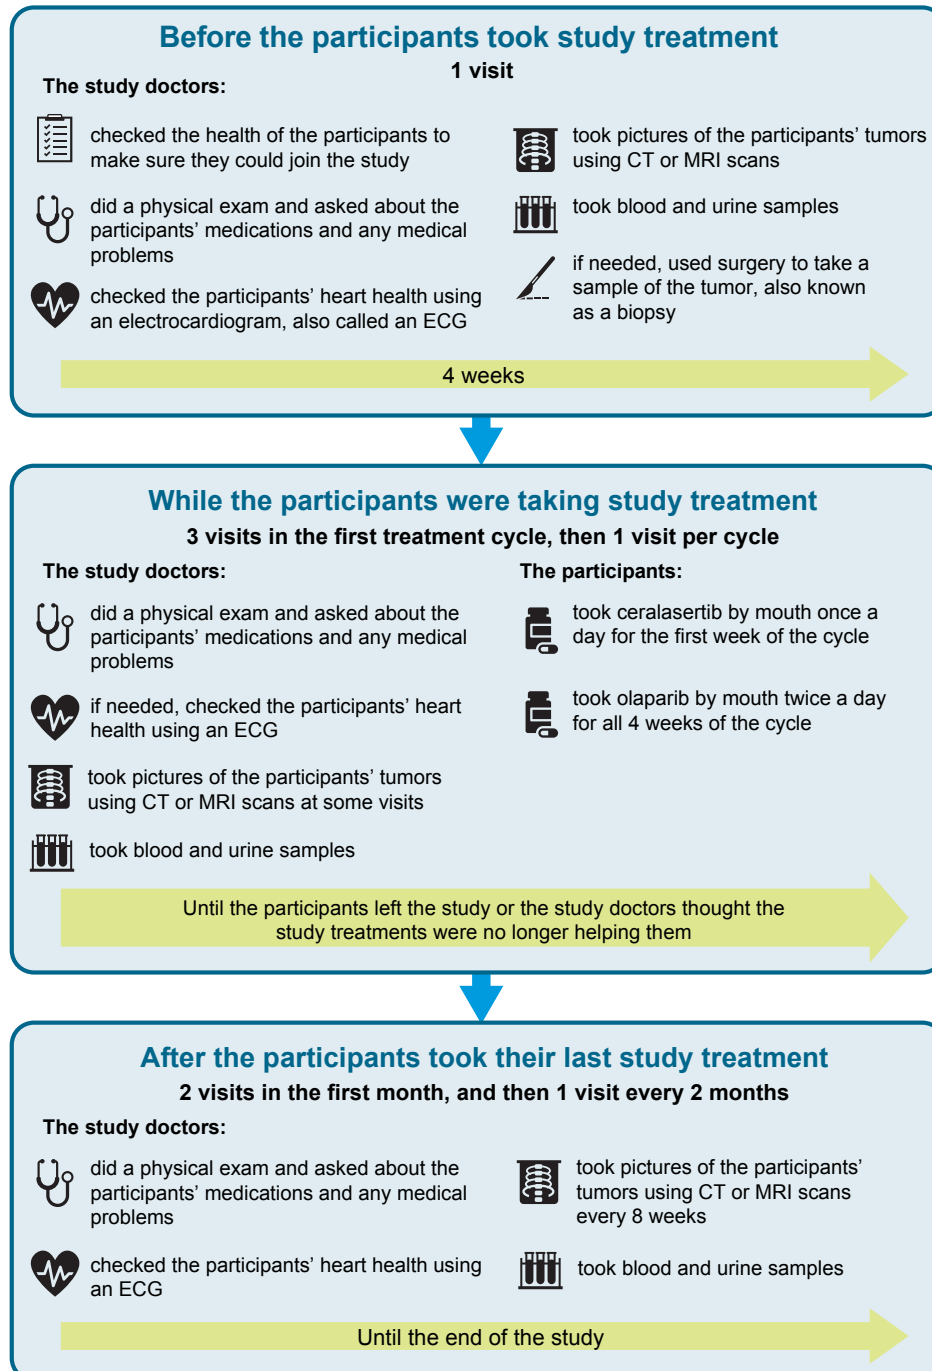 Before the participants took study treatment
1 visit
The study doctors:
checked the health of the participants to
make sure they could join the study
did a physical exam and asked about the
participants' medications and any medical
problems
checked the participants' heart health using
an electrocardiogram, also called an ECG
took pictures of the participants' tumors
using CT or MRI scans
took blood and urine samples
if needed, used surgery to take a
sample of the tumor, also known
as a biopsy
4 weeks
While the participants were taking study treatment
3 visits in the first treatment cycle, then 1 visit per cycle
The study doctors:
did a physical exam and asked about the
participants' medications and any medical
problems
if needed, checked the participants' heart
health using an ECG
took pictures of the participants' tumors
using CT or MRI scans at some visits
took blood and urine samples
The participants:
took ceralasertib by mouth once a
day for the first week of the cycle
took olaparib by mouth twice a day
for all 4 weeks of the cycle
Until the participants left the study or the study doctors thought the
study treatments were no longer helping them
After the participants took their last study treatment
2 visits in the first month, and then 1 visit every 2 months
The study doctors:
did a physical exam and asked about the
participants' medications and any medical
problems
checked the participants' heart health using
an ECG
took pictures of the participants'
tumors using CT or MRI scans
every 8 weeks
took blood and urine samples
Until the end of the study